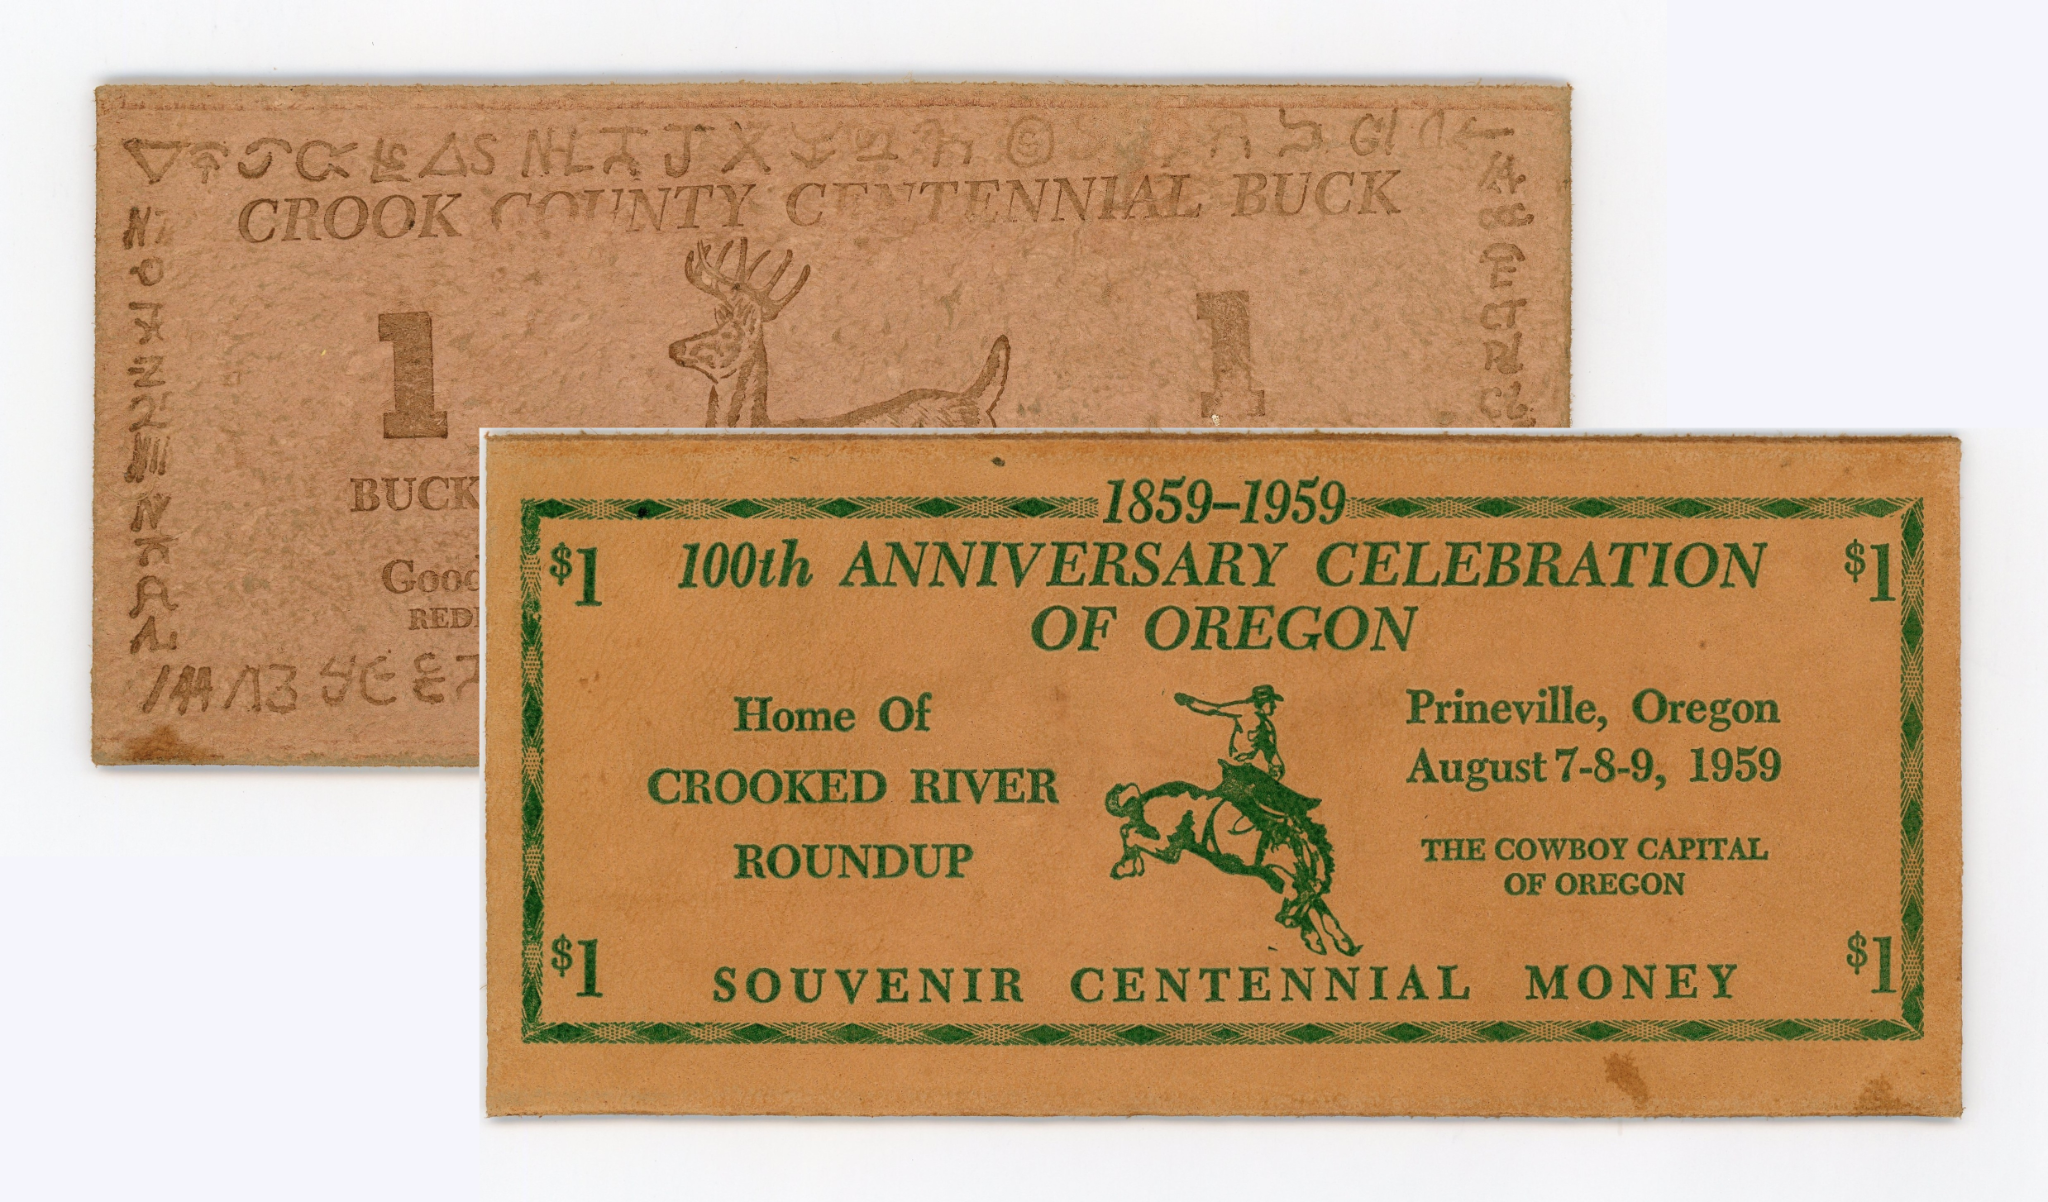 CROOK COUNTY CENTENNIAL BUCK
1 1
BUCK
1859–1959
$1 100th ANNIVERSARY CELEBRATION $1
OF OREGON
Home Of
CROOKED RIVER
ROUNDUP
Prineville, Oregon
August 7-8-9, 1959
THE COWBOY CAPITAL
OF OREGON
$1 SOUVENIR CENTENNIAL MONEY $1